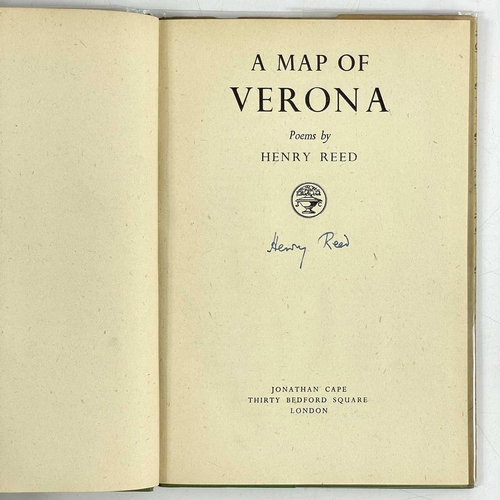 A MAP OF
VERONA
Poems by
HENRY REED
Henry Reed
JONATHAN CAPE
THIRTY BEDFORD SQUARE
LONDON